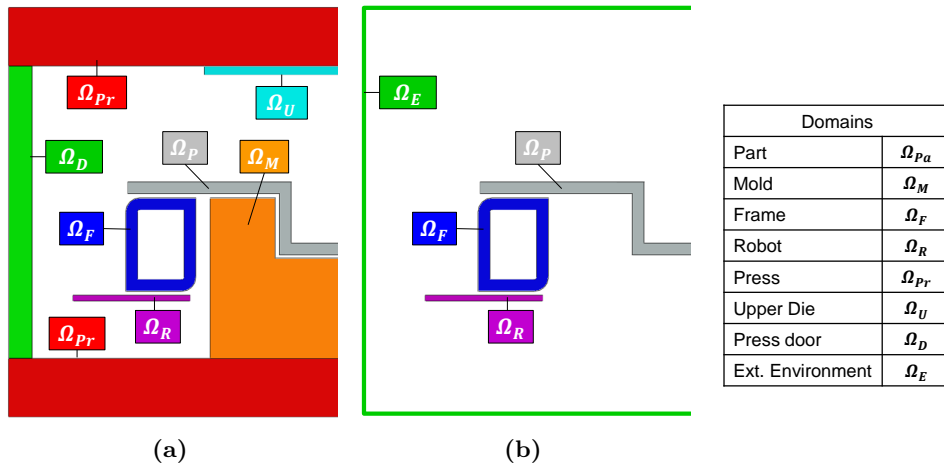 Ω_Pr
Ω_U
Ω_D
Ω_P
Ω_M
Ω_F
Ω_R
Ω_Pr
(a)
Ω_E
Ω_P
Ω_F
Ω_R
(b)
Domains
Part Ω_Pa
Mold Ω_M
Frame Ω_F
Robot Ω_R
Press Ω_Pr
Upper Die Ω_U
Press door Ω_D
Ext. Environment Ω_E